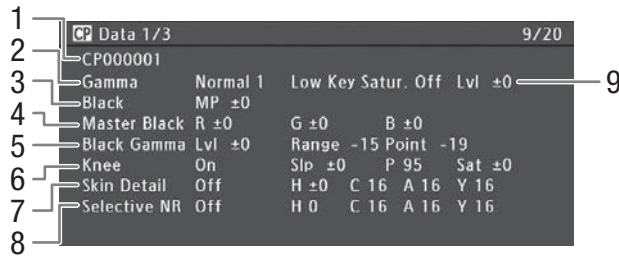 CP Data 1/3 9/20
1 CP000001
2 Gamma Normal 1 Low Key Satur. Off Lvl ±0 9
3 Black MP ±0
4 Master Black R ±0 G ±0 B ±0
5 Black Gamma Lvl ±0 Range -15 Point -19
6 Knee On Slp ±0 P 95 Sat ±0
7 Skin Detail Off H ±0 C 16 A 16 Y 16
8 Selective NR Off H 0 C 16 A 16 Y 16